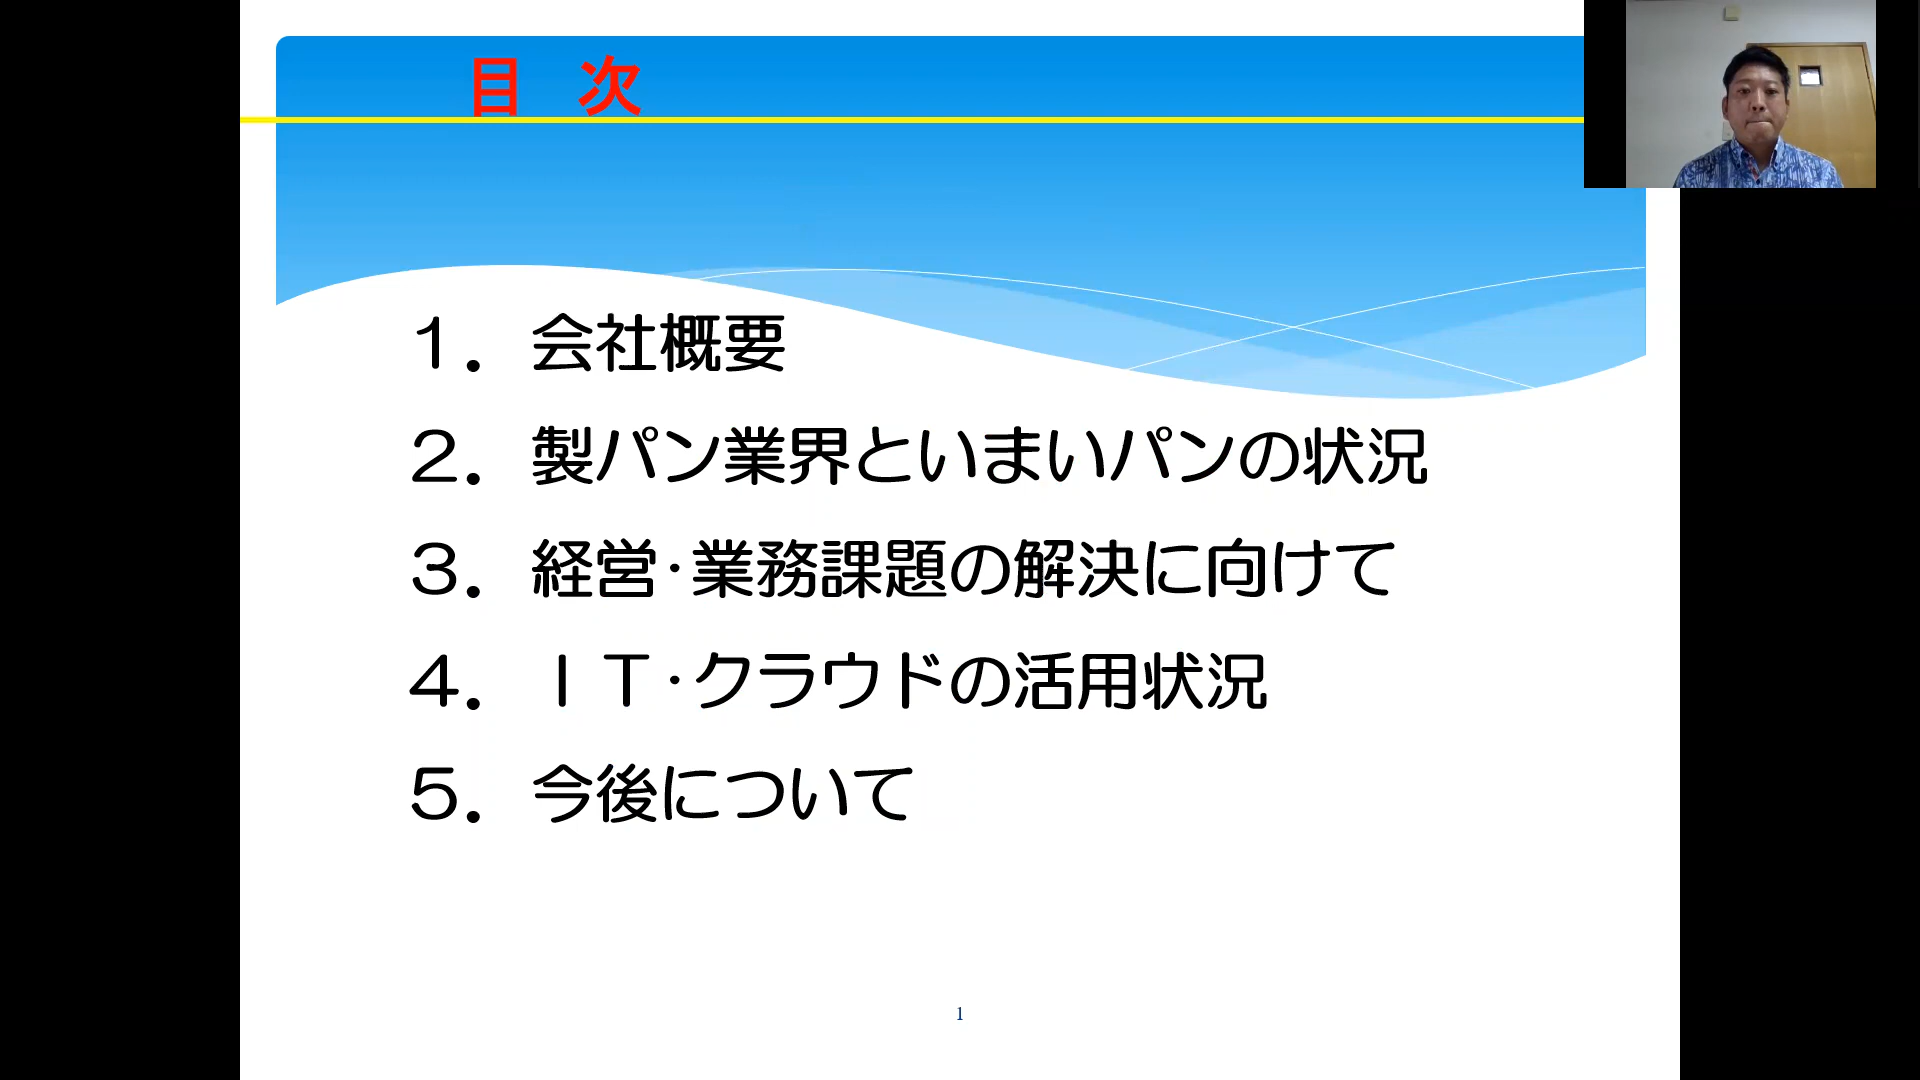 目 次
１．会社概要
２．製パン業界といまいパンの状況
３．経営･業務課題の解決に向けて
４．ＩＴ･クラウドの活用状況
５．今後について
1